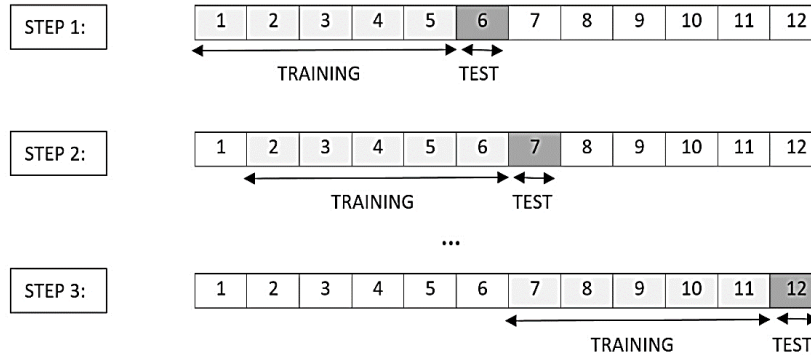 STEP 1: 1 2 3 4 5 6 7 8 9 10 11 12
TRAINING TEST
STEP 2: 1 2 3 4 5 6 7 8 9 10 11 12
TRAINING TEST
...
STEP 3: 1 2 3 4 5 6 7 8 9 10 11 12
TRAINING TEST